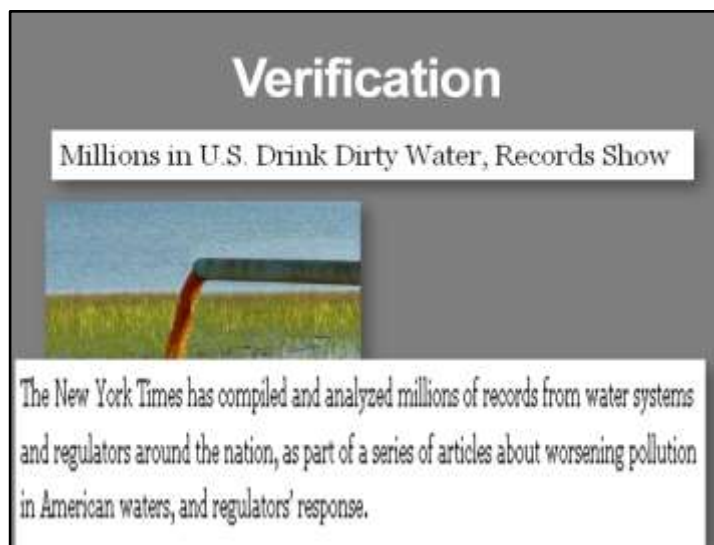 Verification
Millions in U.S. Drink Dirty Water, Records Show
The New York Times has compiled and analyzed millions of records from water systems
and regulators around the nation, as part of a series of articles about worsening pollution
in American waters, and regulators' response.